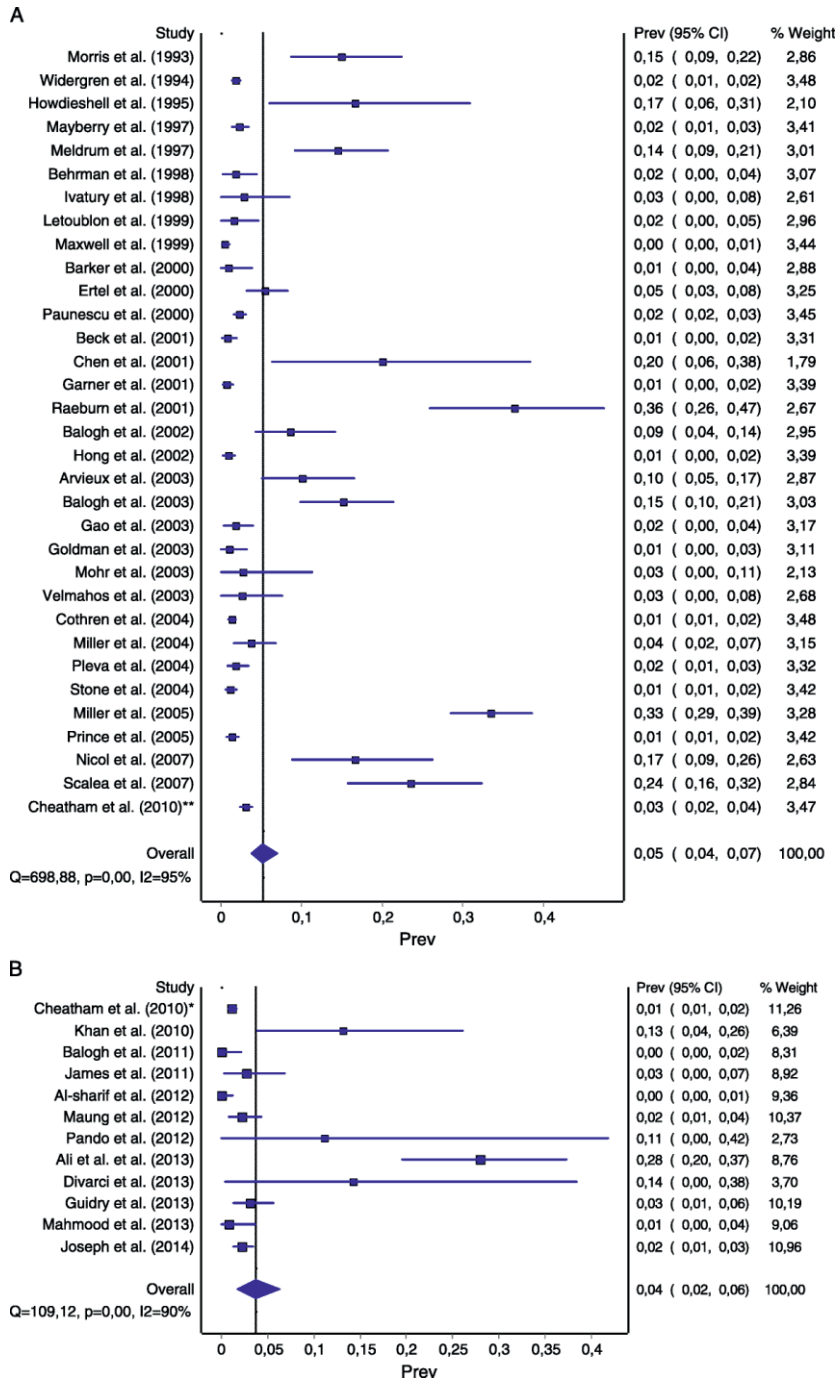 A
Study Prev (95% CI) % Weight
Morris et al. (1993) 0,15 ( 0,09, 0,22) 2,86
Widergren et al. (1994) 0,02 ( 0,01, 0,02) 3,48
Howdieshell et al. (1995) 0,17 ( 0,06, 0,31) 2,10
Mayberry et al. (1997) 0,02 ( 0,01, 0,03) 3,41
Meldrum et al. (1997) 0,14 ( 0,09, 0,21) 3,01
Behrman et al. (1998) 0,02 ( 0,00, 0,04) 3,07
Ivatury et al. (1998) 0,03 ( 0,00, 0,08) 2,61
Letoublon et al. (1999) 0,02 ( 0,00, 0,05) 2,96
Maxwell et al. (1999) 0,00 ( 0,00, 0,01) 3,44
Barker et al. (2000) 0,01 ( 0,00, 0,04) 2,88
Ertel et al. (2000) 0,05 ( 0,03, 0,08) 3,25
Paunescu et al. (2000) 0,02 ( 0,02, 0,03) 3,45
Beck et al. (2001) 0,01 ( 0,00, 0,02) 3,31
Chen et al. (2001) 0,20 ( 0,06, 0,38) 1,79
Garner et al. (2001) 0,01 ( 0,00, 0,02) 3,39
Raeburn et al. (2001) 0,36 ( 0,26, 0,47) 2,67
Balogh et al. (2002) 0,09 ( 0,04, 0,14) 2,95
Hong et al. (2002) 0,01 ( 0,00, 0,02) 3,39
Arvieux et al. (2003) 0,10 ( 0,05, 0,17) 2,87
Balogh et al. (2003) 0,15 ( 0,10, 0,21) 3,03
Gao et al. (2003) 0,02 ( 0,00, 0,04) 3,17
Goldman et al. (2003) 0,01 ( 0,00, 0,03) 3,11
Mohr et al. (2003) 0,03 ( 0,00, 0,11) 2,13
Velmahos et al. (2003) 0,03 ( 0,00, 0,08) 2,68
Cothren et al. (2004) 0,01 ( 0,01, 0,02) 3,48
Miller et al. (2004) 0,04 ( 0,02, 0,07) 3,15
Pleva et al. (2004) 0,02 ( 0,01, 0,03) 3,32
Stone et al. (2004) 0,01 ( 0,01, 0,02) 3,42
Miller et al. (2005) 0,33 ( 0,29, 0,39) 3,28
Prince et al. (2005) 0,01 ( 0,01, 0,02) 3,42
Nicol et al. (2007) 0,17 ( 0,09, 0,26) 2,63
Scalea et al. (2007) 0,24 ( 0,16, 0,32) 2,84
Cheatham et al. (2010)** 0,03 ( 0,02, 0,04) 3,47
Overall 0,05 ( 0,04, 0,07) 100,00
Q=698,88, p=0,00, I2=95%
0 0,1 0,2 0,3 0,4
Prev
B
Study Prev (95% CI) % Weight
Cheatham et al. (2010)* 0,01 ( 0,01, 0,02) 11,26
Khan et al. (2010) 0,13 ( 0,04, 0,26) 6,39
Balogh et al. (2011) 0,00 ( 0,00, 0,02) 8,31
James et al. (2011) 0,03 ( 0,00, 0,07) 8,92
Al-sharif et al. (2012) 0,00 ( 0,00, 0,01) 9,36
Maung et al. (2012) 0,02 ( 0,01, 0,04) 10,37
Pando et al. (2012) 0,11 ( 0,00, 0,42) 2,73
Ali et al. et al. (2013) 0,28 ( 0,20, 0,37) 8,76
Divarci et al. (2013) 0,14 ( 0,00, 0,38) 3,70
Guidry et al. (2013) 0,03 ( 0,01, 0,06) 10,19
Mahmood et al. (2013) 0,01 ( 0,00, 0,04) 9,06
Joseph et al. (2014) 0,02 ( 0,01, 0,03) 10,96
Overall 0,04 ( 0,02, 0,06) 100,00
Q=109,12, p=0,00, I2=90%
0 0,05 0,1 0,15 0,2 0,25 0,3 0,35 0,4
Prev